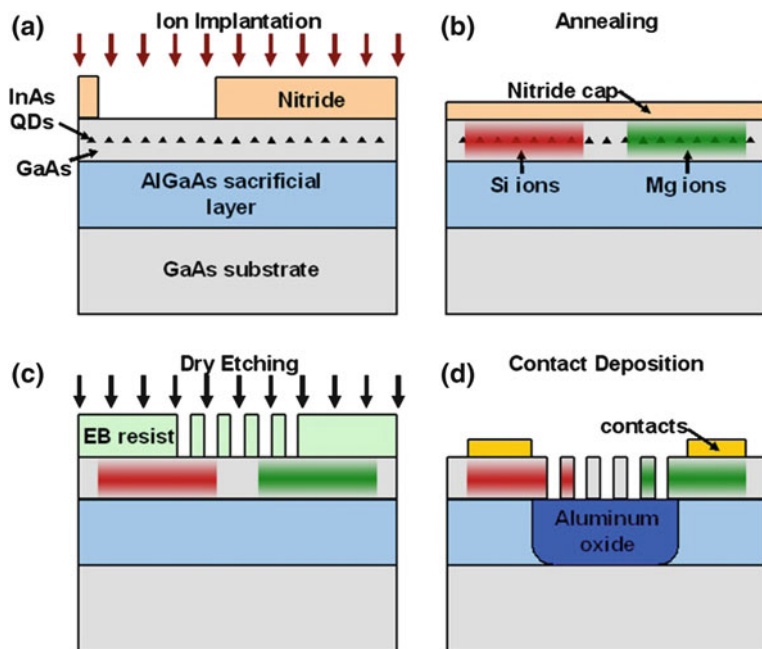 (a)
Ion Implantation
InAs
QDs
GaAs
Nitride
AlGaAs sacrificial
layer
GaAs substrate
(b)
Annealing
Nitride cap
Si ions
Mg ions
(c)
Dry Etching
EB resist
(d)
Contact Deposition
contacts
Aluminum
oxide